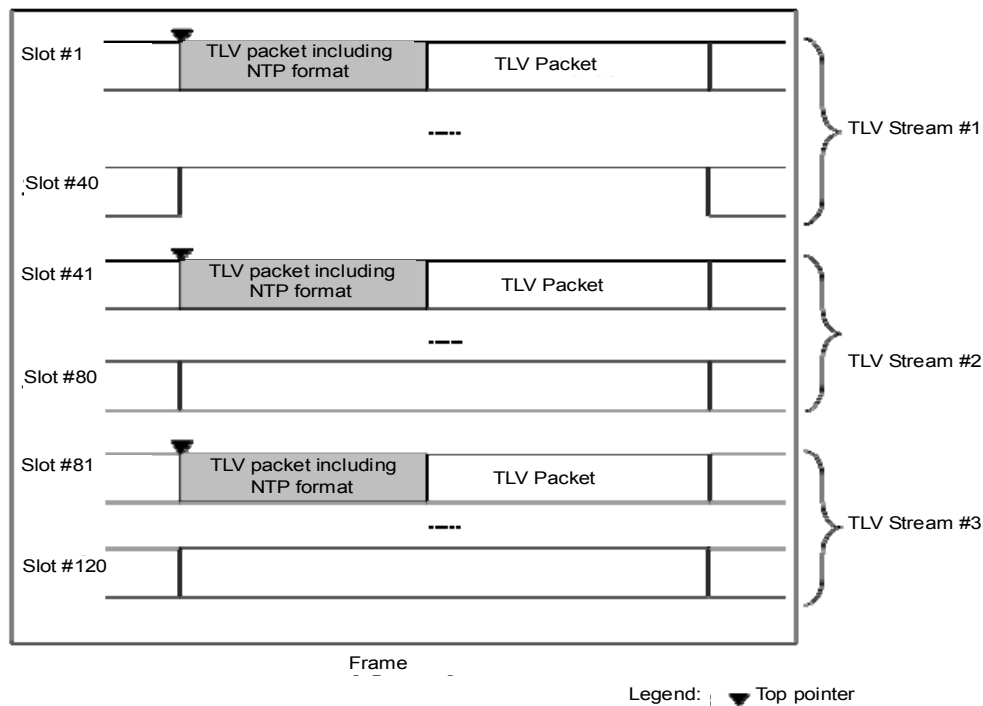 Slot #1
TLV packet including
NTP format
TLV Packet
TLV Stream #1
Slot #40
Slot #41
TLV packet including
NTP format
TLV Packet
TLV Stream #2
Slot #80
Slot #81
TLV packet including
NTP format
TLV Packet
TLV Stream #3
Slot #120
Frame
Legend: Top pointer